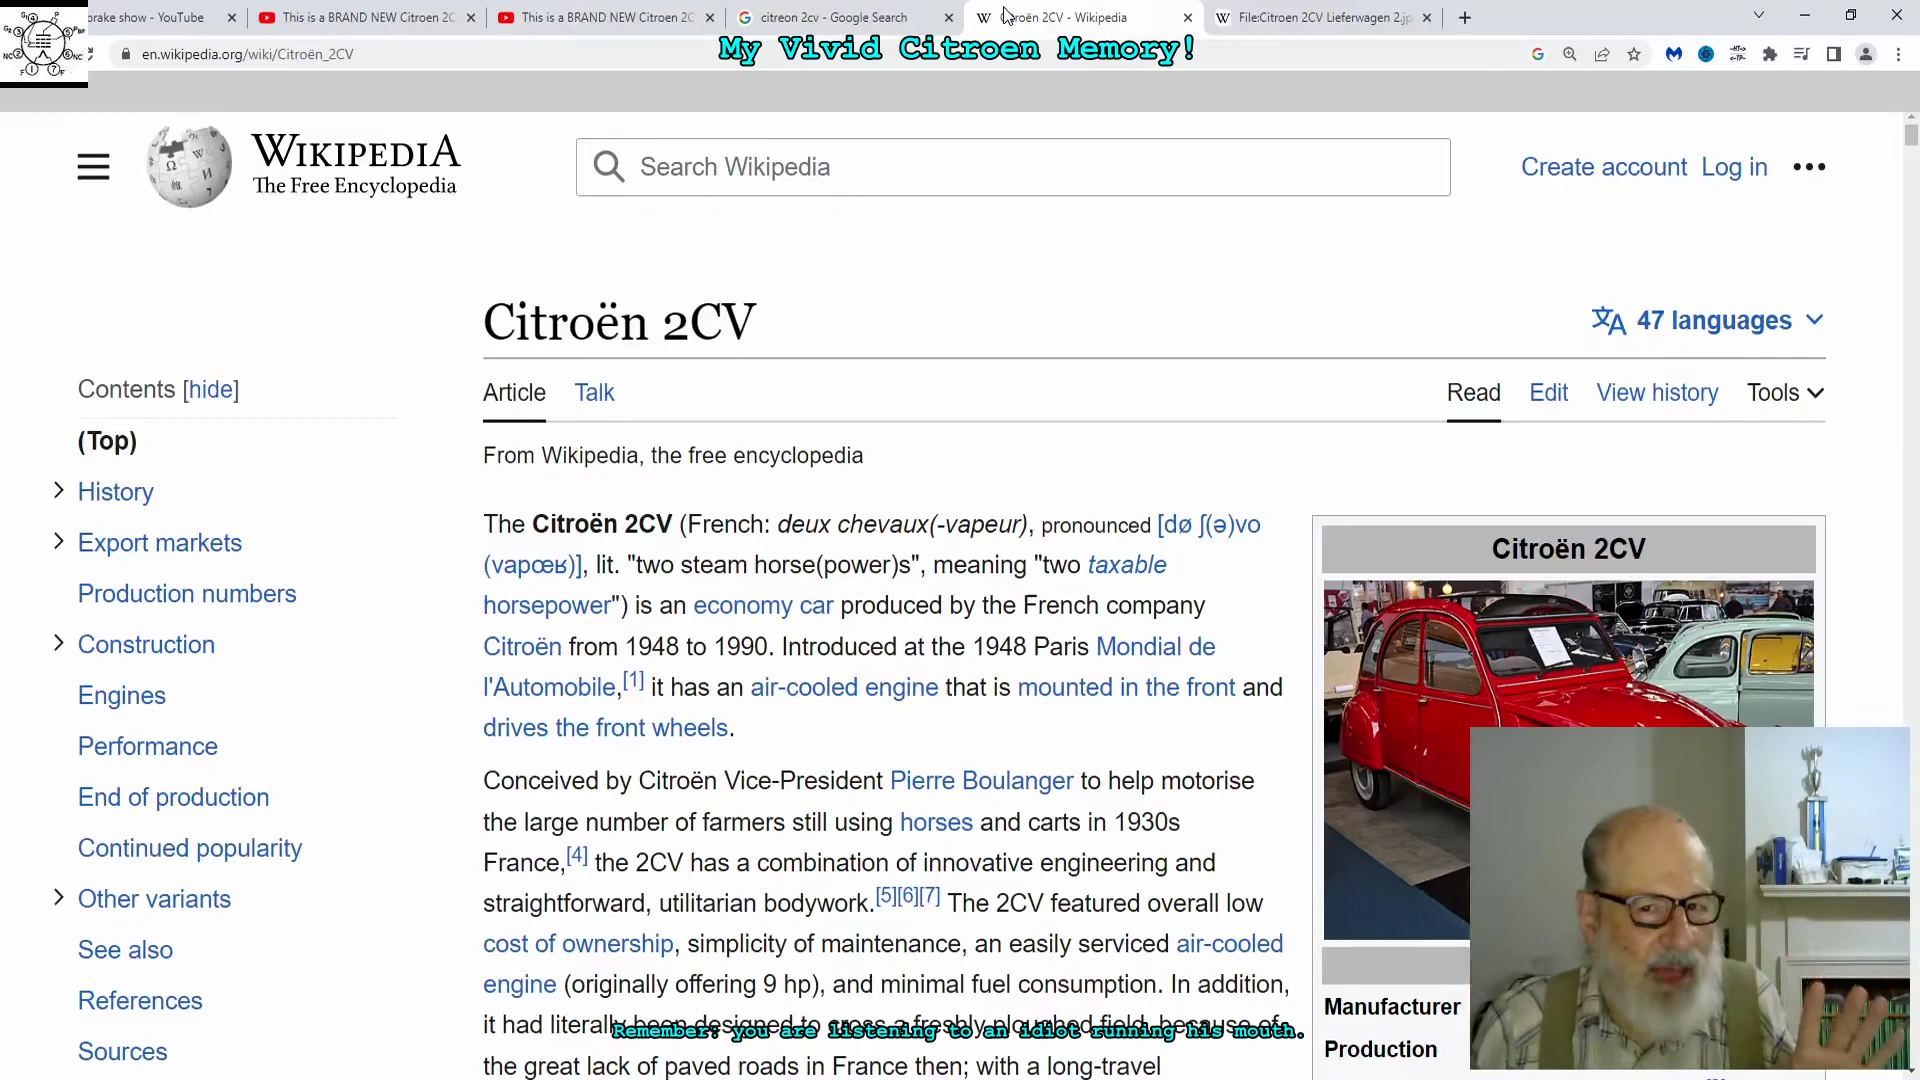 brake show - YouTube
This is a BRAND NEW Citroen 2C
This is a BRAND NEW Citroen 2C
citreon 2cv - Google Search
Citroën 2CV - Wikipedia
File:Citroen 2CV Lieferwagen 2.jp
en.wikipedia.org/wiki/Citroën_2CV
My Vivid Citroen Memory!
WIKIPEDIA
The Free Encyclopedia
Search Wikipedia
Create account Log in
Citroën 2CV
47 languages
Contents [hide]
(Top)
History
Export markets
Production numbers
Construction
Engines
Performance
End of production
Continued popularity
Other variants
See also
References
Sources
Article Talk
Read Edit View history Tools
From Wikipedia, the free encyclopedia
The Citroën 2CV (French: deux chevaux(-vapeur), pronounced [dø ʃ(ə)vo
(vapœʁ)], lit. "two steam horse(power)s", meaning "two taxable
horsepower") is an economy car produced by the French company
Citroën from 1948 to 1990. Introduced at the 1948 Paris Mondial de
l'Automobile,[1] it has an air-cooled engine that is mounted in the front and
drives the front wheels.
Conceived by Citroën Vice-President Pierre Boulanger to help motorise
the large number of farmers still using horses and carts in 1930s
France,[4] the 2CV has a combination of innovative engineering and
straightforward, utilitarian bodywork.[5][6][7] The 2CV featured overall low
cost of ownership, simplicity of maintenance, an easily serviced air-cooled
engine (originally offering 9 hp), and minimal fuel consumption. In addition,
it had literally been designed to cross a freshly ploughed field, because of
the great lack of paved roads in France then; with a long-travel
Citroën 2CV
Manufacturer
Production
Remember: you are listening to an idiot running his mouth.